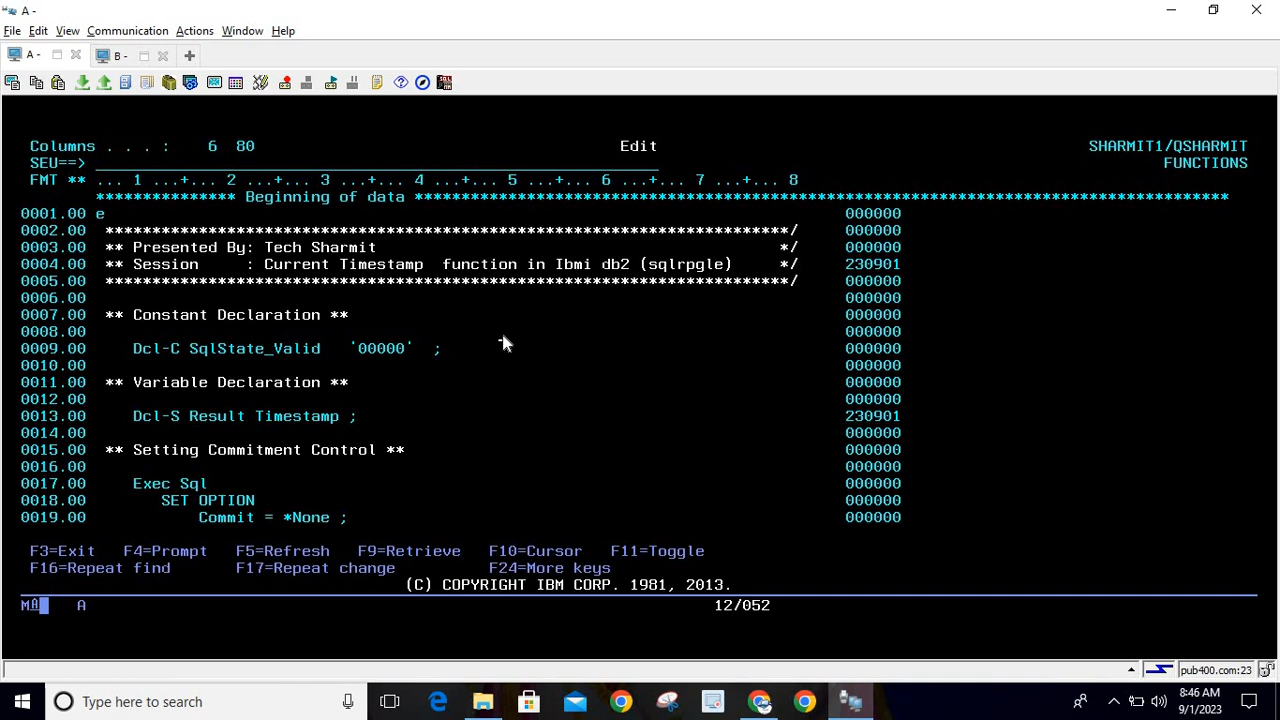 A -
File Edit View Communication Actions Window Help
A - B -
Columns . . . : 6 80 Edit SHARMIT1/QSHARMIT
SEU==> FUNCTIONS
FMT ** ... 1 ...+... 2 ...+... 3 ...+... 4 ...+... 5 ...+... 6 ...+... 7 ...+... 8
*************** Beginning of data ***************************************************************************************
0001.00 e 000000
0002.00 *************************************************************************/ 000000
0003.00 ** Presented By: Tech Sharmit */ 000000
0004.00 ** Session : Current Timestamp function in Ibmi db2 (sqlrpgle) */ 230901
0005.00 *************************************************************************/ 000000
0006.00 000000
0007.00 ** Constant Declaration ** 000000
0008.00 000000
0009.00 Dcl-C SqlState_Valid '00000' ; 000000
0010.00 000000
0011.00 ** Variable Declaration ** 000000
0012.00 000000
0013.00 Dcl-S Result Timestamp ; 230901
0014.00 000000
0015.00 ** Setting Commitment Control ** 000000
0016.00 000000
0017.00 Exec Sql 000000
0018.00 SET OPTION 000000
0019.00 Commit = *None ; 000000
F3=Exit F4=Prompt F5=Refresh F9=Retrieve F10=Cursor F11=Toggle
F16=Repeat find F17=Repeat change F24=More keys
(C) COPYRIGHT IBM CORP. 1981, 2013.
MA A 12/052
pub400.com:23
Type here to search
8:46 AM
9/1/2023